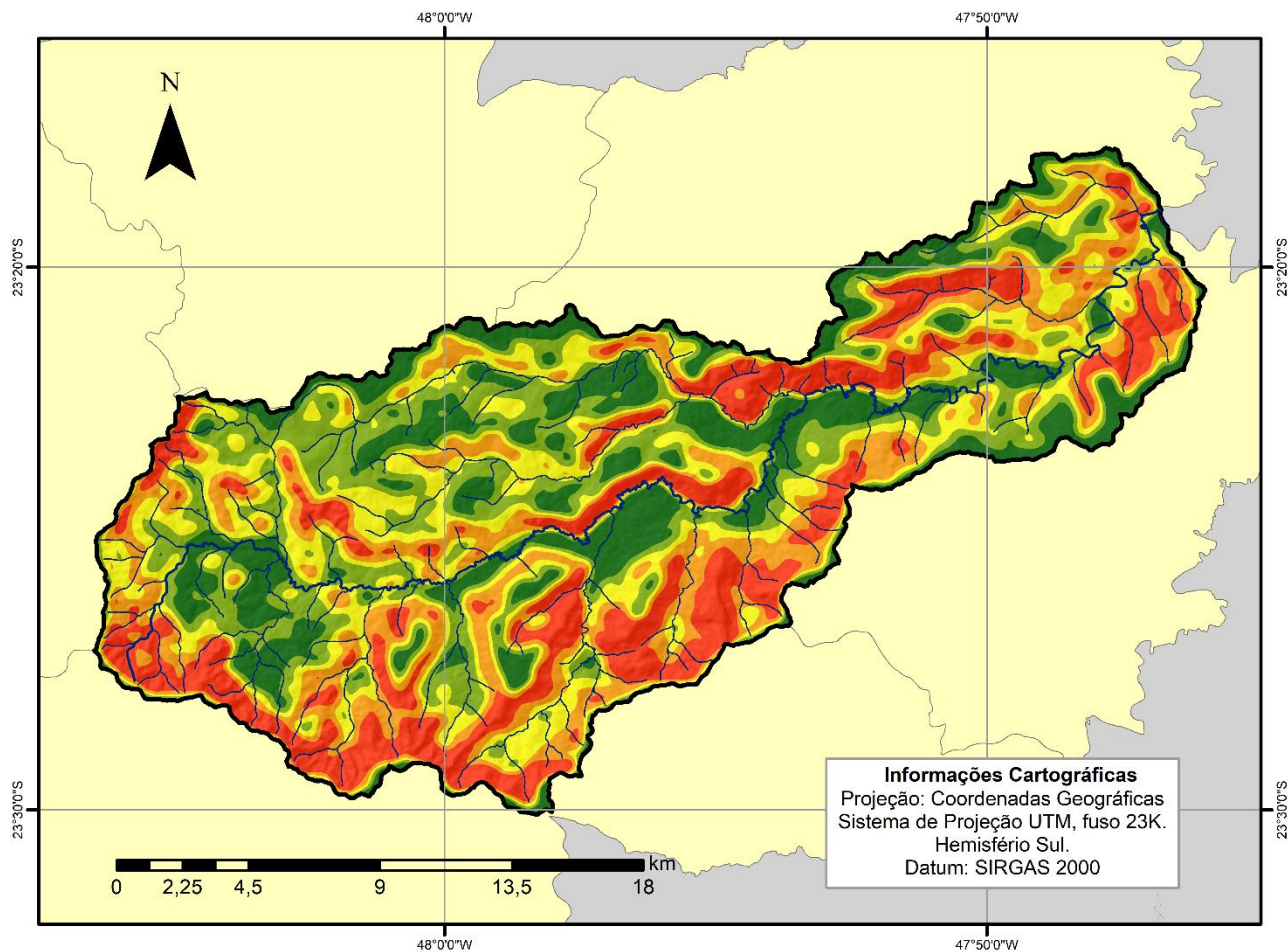 48°0'0"W 47°50'0"W
N
23°20'0"S 23°20'0"S
23°30'0"S 23°30'0"S
Informações Cartográficas
Projeção: Coordenadas Geográficas
Sistema de Projeção UTM, fuso 23K.
Hemisfério Sul.
Datum: SIRGAS 2000
km
0 2,25 4,5 9 13,5 18
48°0'0"W 47°50'0"W